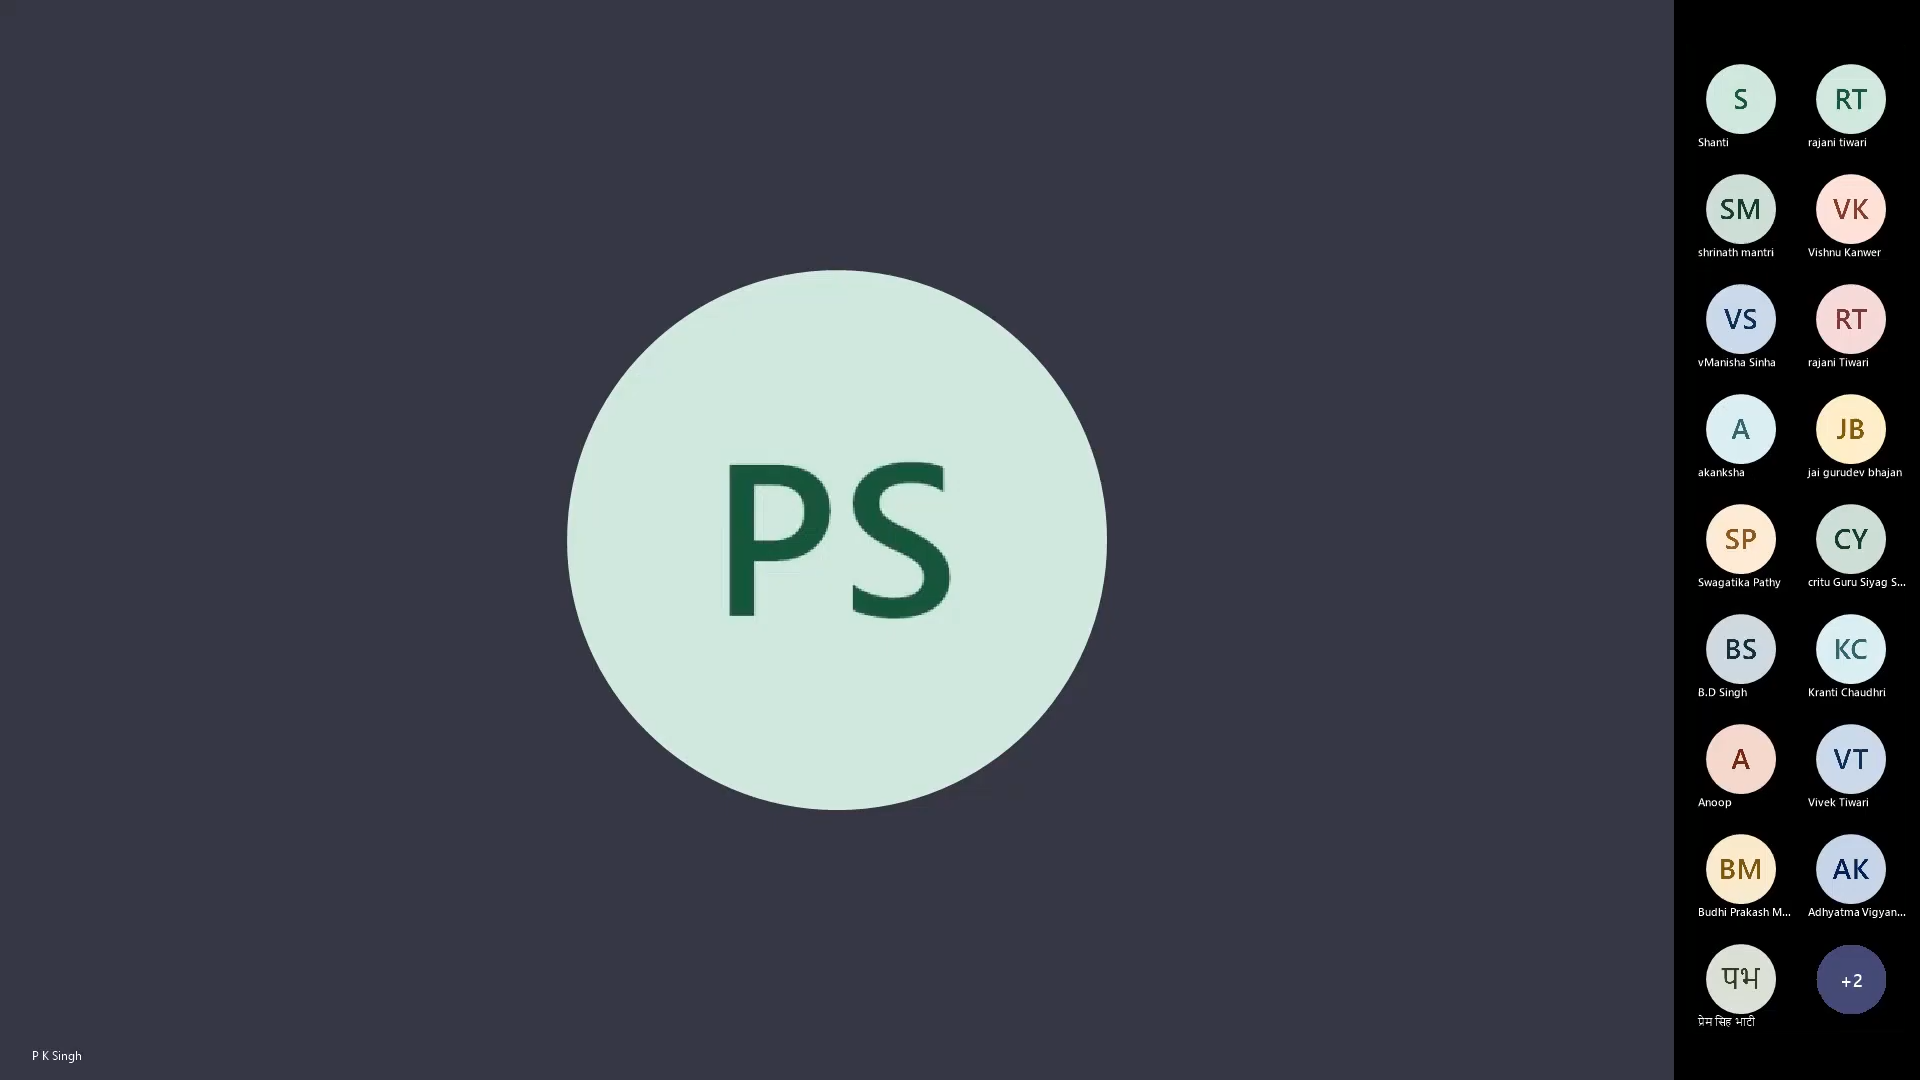 PS
P K Singh
S
RT
Shanti
rajani tiwari
SM
VK
shrinath mantri
Vishnu Kanwer
VS
RT
vManisha Sinha
rajani Tiwari
A
JB
akanksha
jai gurudev bhajan
SP
CY
Swagatika Pathy
critu Guru Siyag S...
BS
KC
B.D Singh
Kranti Chaudhri
A
VT
Anoop
Vivek Tiwari
BM
AK
Budhi Prakash M...
Adhyatma Vigyan...
पभ
+2
प्रेम सिंह भाटी